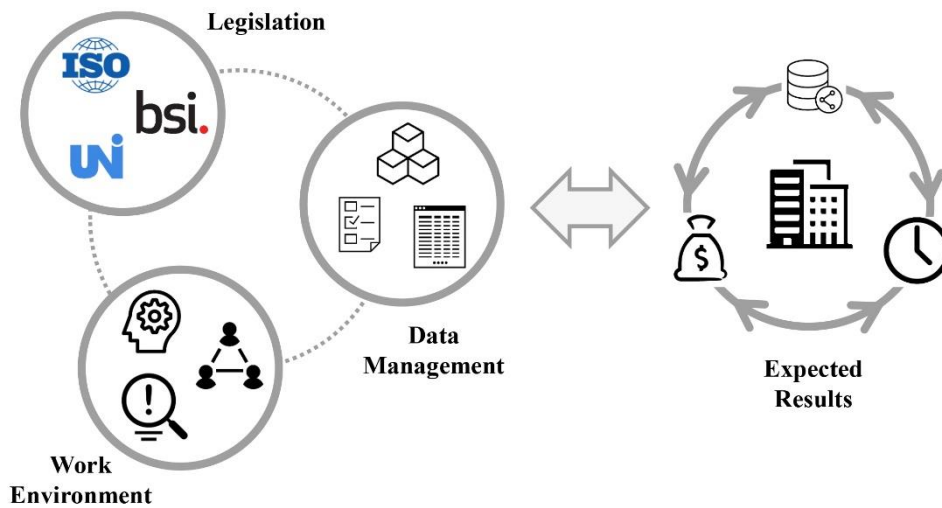 Legislation
ISO
bsi.
UNI
Data
Management
Work
Environment
Expected
Results